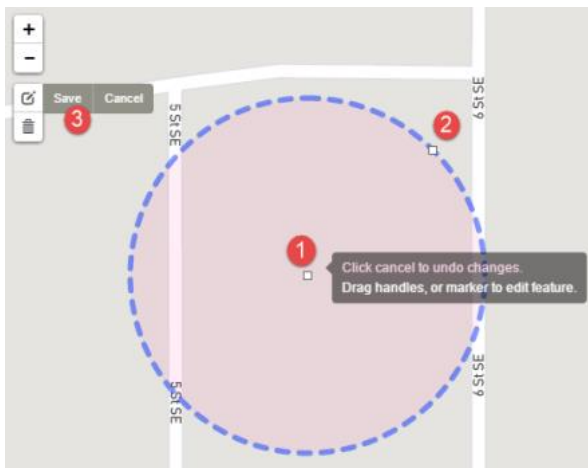 +
−
Save Cancel
3
5 St SE
6 St SE
2
1
Click cancel to undo changes.
Drag handles, or marker to edit feature.
5 St SE
6 St SE